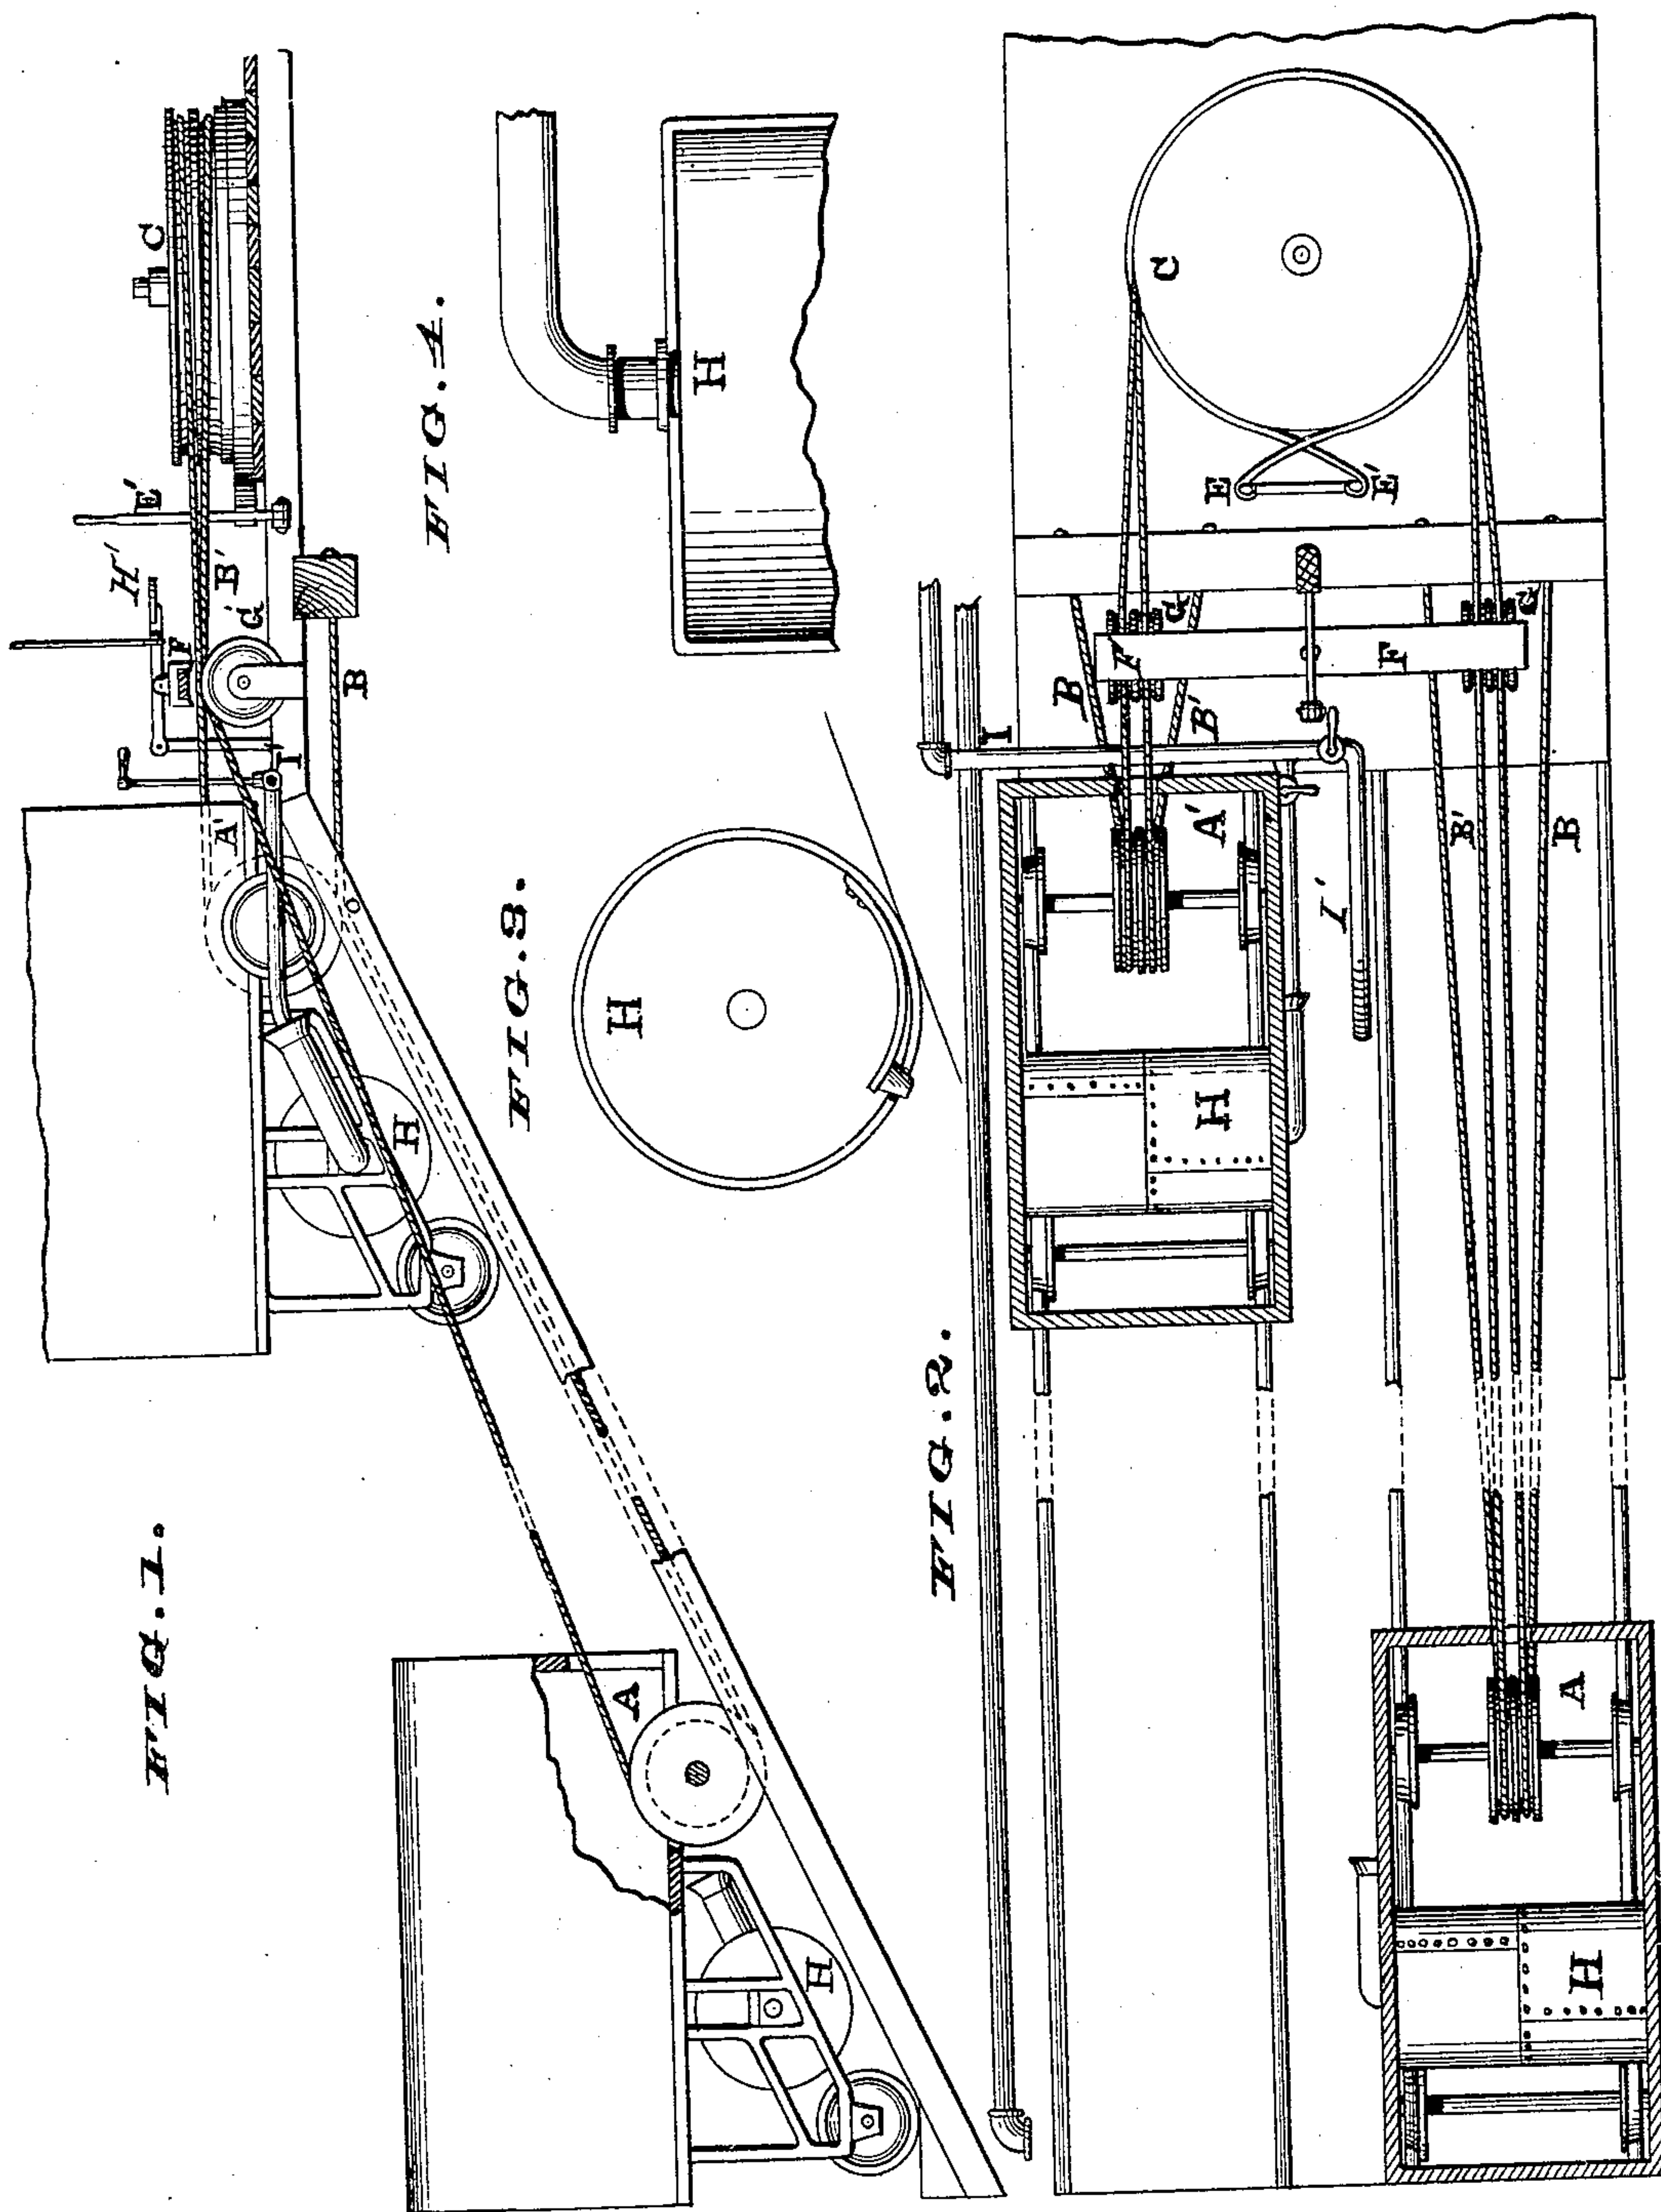 FIG. 1.
A
A'
B
B'
C
E'
F
G
H
H
H'
I
FIG. 2.
A
A'
B
B
B'
B'
C
E
E'
F
F
G
G
H
H
I
I'
FIG. 3.
H
FIG. 4.
H